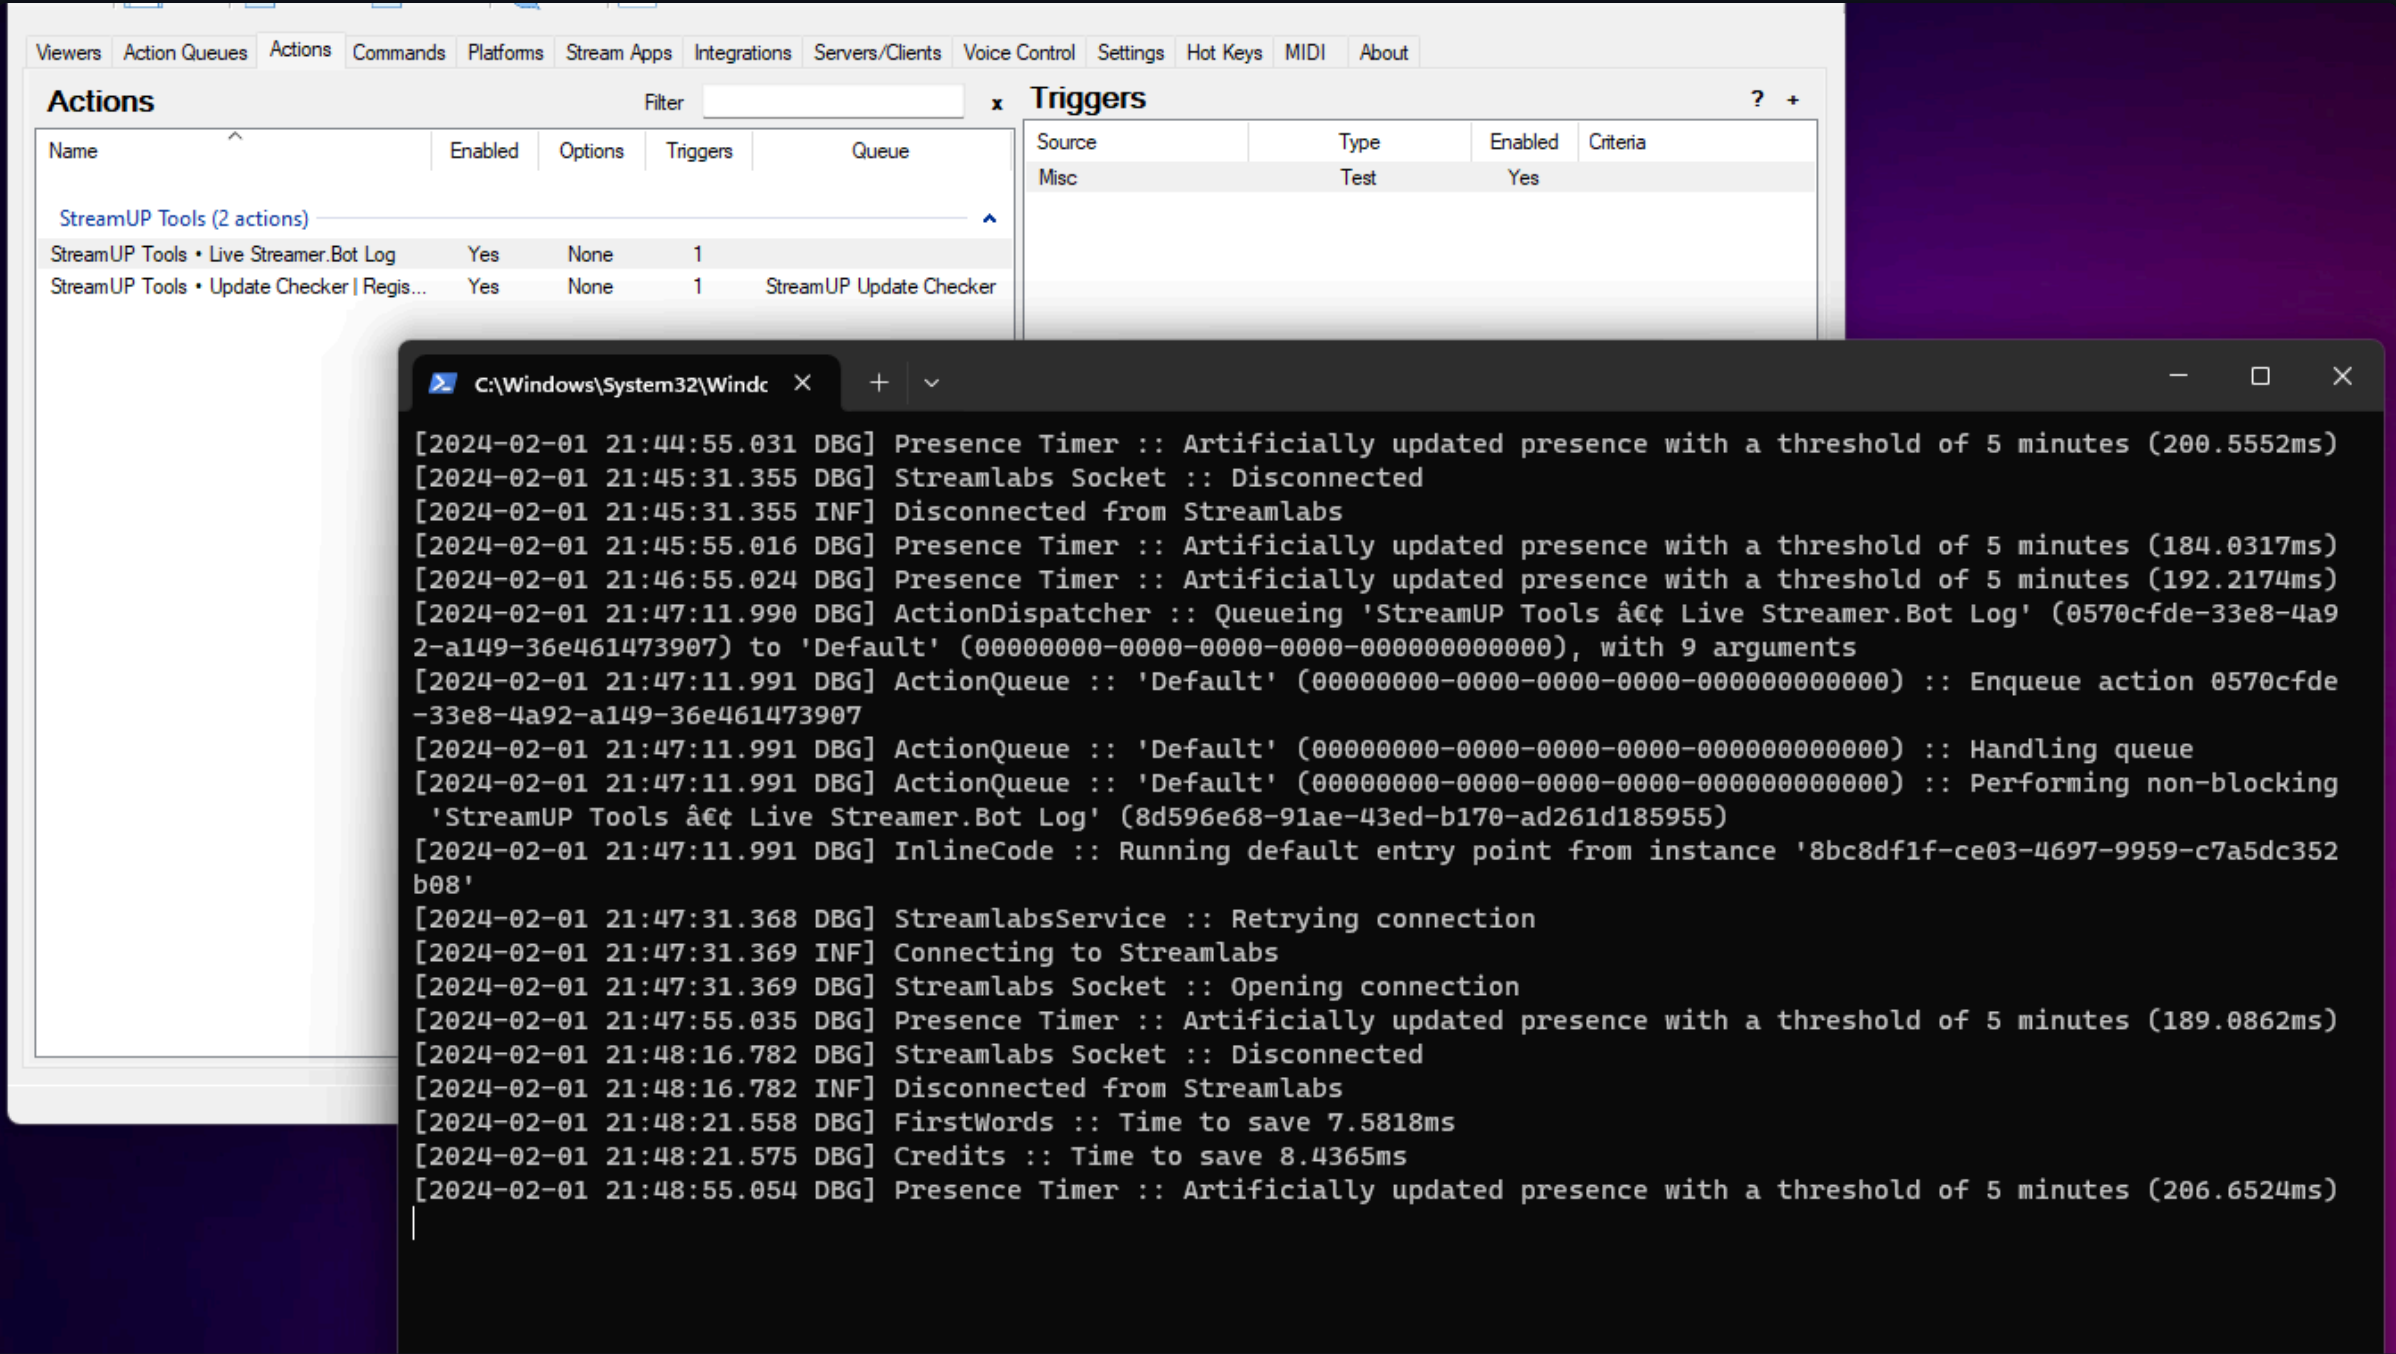 Viewers Action Queues Actions Commands Platforms Stream Apps Integrations Servers/Clients Voice Control Settings Hot Keys MIDI About
Actions Filter x
Name Enabled Options Triggers Queue
StreamUP Tools (2 actions)
StreamUP Tools • Live Streamer.Bot Log Yes None 1
StreamUP Tools • Update Checker | Regis... Yes None 1 StreamUP Update Checker
Triggers ? +
Source Type Enabled Criteria
Misc Test Yes
C:\Windows\System32\Windc
[2024-02-01 21:44:55.031 DBG] Presence Timer :: Artificially updated presence with a threshold of 5 minutes (200.5552ms)
[2024-02-01 21:45:31.355 DBG] Streamlabs Socket :: Disconnected
[2024-02-01 21:45:31.355 INF] Disconnected from Streamlabs
[2024-02-01 21:45:55.016 DBG] Presence Timer :: Artificially updated presence with a threshold of 5 minutes (184.0317ms)
[2024-02-01 21:46:55.024 DBG] Presence Timer :: Artificially updated presence with a threshold of 5 minutes (192.2174ms)
[2024-02-01 21:47:11.990 DBG] ActionDispatcher :: Queueing 'StreamUP Tools â€¢ Live Streamer.Bot Log' (0570cfde-33e8-4a9
2-a149-36e461473907) to 'Default' (00000000-0000-0000-0000-000000000000), with 9 arguments
[2024-02-01 21:47:11.991 DBG] ActionQueue :: 'Default' (00000000-0000-0000-0000-000000000000) :: Enqueue action 0570cfde
-33e8-4a92-a149-36e461473907
[2024-02-01 21:47:11.991 DBG] ActionQueue :: 'Default' (00000000-0000-0000-0000-000000000000) :: Handling queue
[2024-02-01 21:47:11.991 DBG] ActionQueue :: 'Default' (00000000-0000-0000-0000-000000000000) :: Performing non-blocking
'StreamUP Tools â€¢ Live Streamer.Bot Log' (8d596e68-91ae-43ed-b170-ad261d185955)
[2024-02-01 21:47:11.991 DBG] InlineCode :: Running default entry point from instance '8bc8df1f-ce03-4697-9959-c7a5dc352
b08'
[2024-02-01 21:47:31.368 DBG] StreamlabsService :: Retrying connection
[2024-02-01 21:47:31.369 INF] Connecting to Streamlabs
[2024-02-01 21:47:31.369 DBG] Streamlabs Socket :: Opening connection
[2024-02-01 21:47:55.035 DBG] Presence Timer :: Artificially updated presence with a threshold of 5 minutes (189.0862ms)
[2024-02-01 21:48:16.782 DBG] Streamlabs Socket :: Disconnected
[2024-02-01 21:48:16.782 INF] Disconnected from Streamlabs
[2024-02-01 21:48:21.558 DBG] FirstWords :: Time to save 7.5818ms
[2024-02-01 21:48:21.575 DBG] Credits :: Time to save 8.4365ms
[2024-02-01 21:48:55.054 DBG] Presence Timer :: Artificially updated presence with a threshold of 5 minutes (206.6524ms)